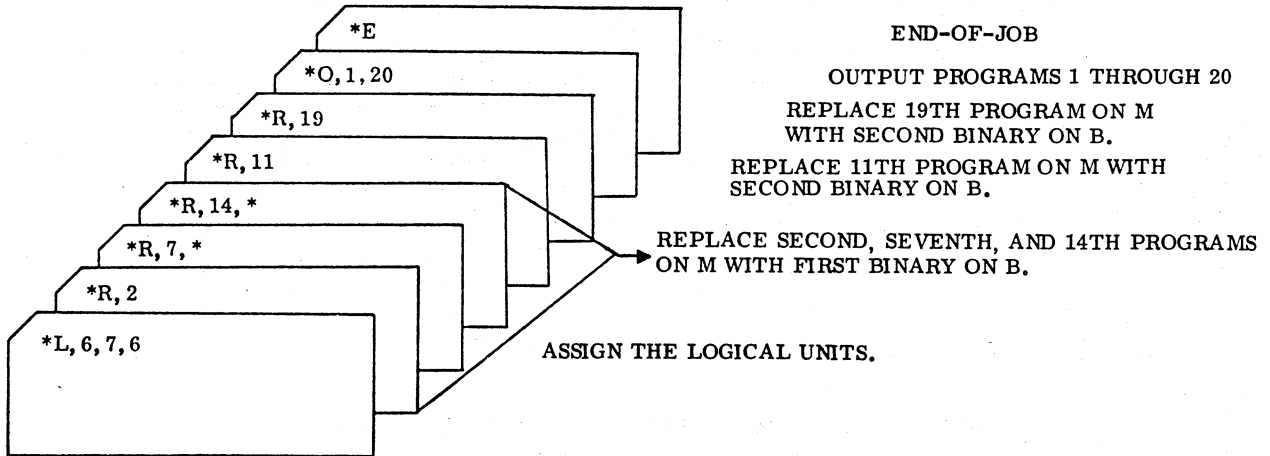 *E
END-OF-JOB
*O, 1, 20
OUTPUT PROGRAMS 1 THROUGH 20
*R, 19
REPLACE 19TH PROGRAM ON M
WITH SECOND BINARY ON B.
*R, 11
REPLACE 11TH PROGRAM ON M WITH
SECOND BINARY ON B.
*R, 14, *
*R, 7, *
*R, 2
REPLACE SECOND, SEVENTH, AND 14TH PROGRAMS
ON M WITH FIRST BINARY ON B.
*L, 6, 7, 6
ASSIGN THE LOGICAL UNITS.